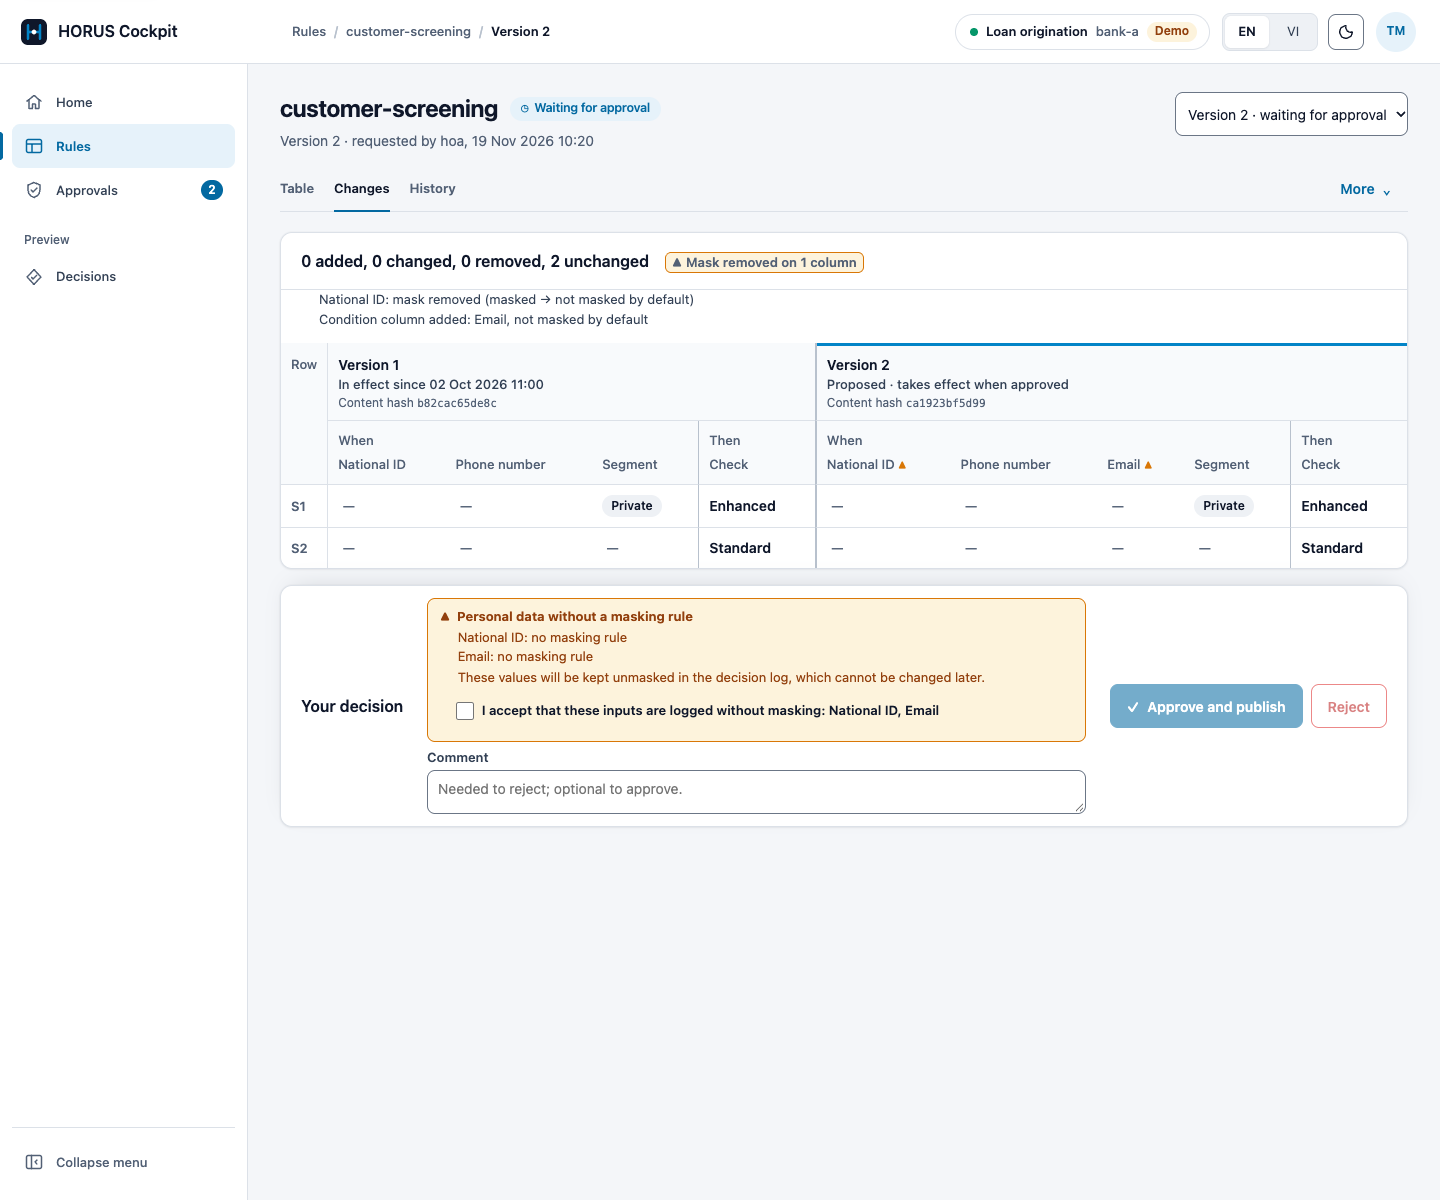 HORUS Cockpit
Rules / customer-screening / Version 2
Loan origination bank-a Demo
EN VI
TM
Home
Rules
Approvals 2
Preview
Decisions
Collapse menu
customer-screening Waiting for approval
Version 2 · requested by hoa, 19 Nov 2026 10:20
Version 2 · waiting for approval
Table Changes History
More
0 added, 0 changed, 0 removed, 2 unchanged ▲ Mask removed on 1 column
National ID: mask removed (masked → not masked by default)
Condition column added: Email, not masked by default
Row
Version 1
In effect since 02 Oct 2026 11:00
Content hash b82cac65de8c
Version 2
Proposed · takes effect when approved
Content hash ca1923bf5d99
When Then When Then
National ID Phone number Segment Check National ID ▲ Phone number Email ▲ Segment Check
S1 — — Private Enhanced — — — Private Enhanced
S2 — — — Standard — — — — Standard
Your decision
▲ Personal data without a masking rule
National ID: no masking rule
Email: no masking rule
These values will be kept unmasked in the decision log, which cannot be changed later.
I accept that these inputs are logged without masking: National ID, Email
Comment
Needed to reject; optional to approve.
✓ Approve and publish
Reject